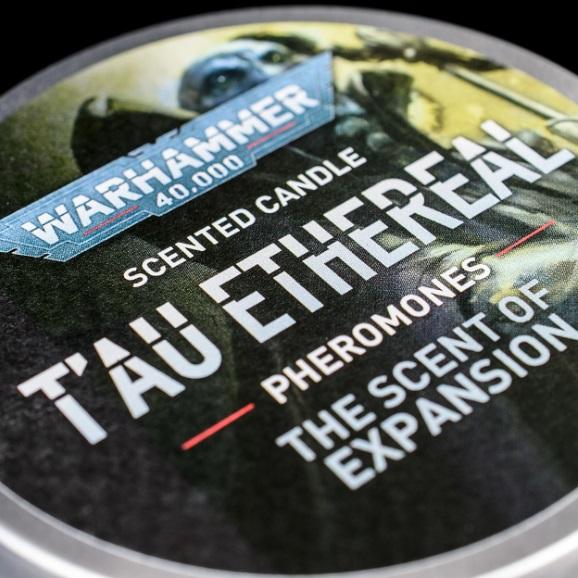 WARHAMMER
40,000
SCENTED CANDLE
T'AU ETHEREAL
PHEROMONES
THE SCENT OF
EXPANSION